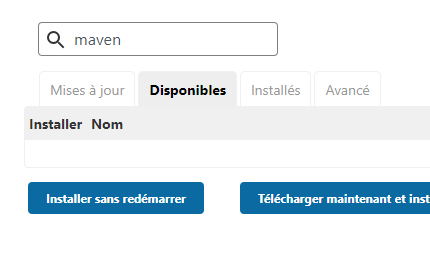 maven
Mises à jour Disponibles Installés Avancé
Installer Nom
Installer sans redémarrer Télécharger maintenant et inst